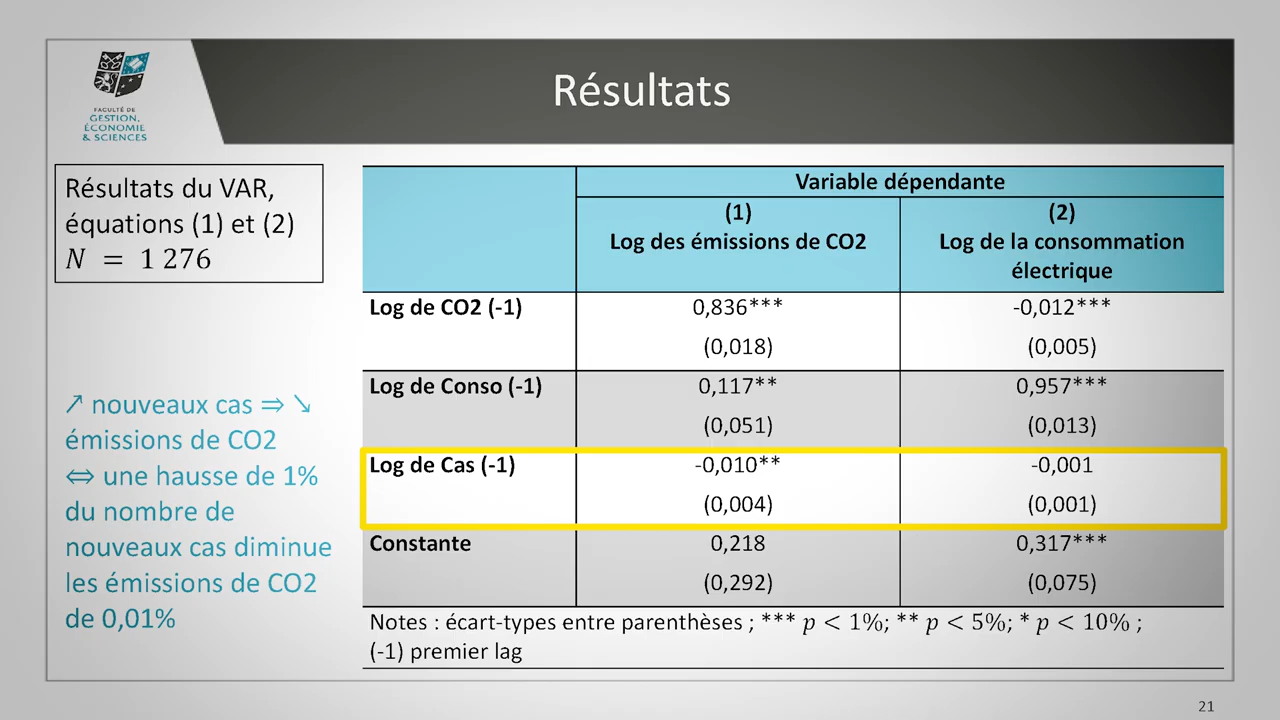 Résultats
FACULTÉ DE
GESTION,
ÉCONOMIE
& SCIENCES
Résultats du VAR,
équations (1) et (2)
N = 1 276
↗ nouveaux cas ⇒ ↘
émissions de CO2
⇔ une hausse de 1%
du nombre de
nouveaux cas diminue
les émissions de CO2
de 0,01%
Variable dépendante
(1) (2)
Log des émissions de CO2 Log de la consommation
électrique
Log de CO2 (-1) 0,836*** -0,012***
(0,018) (0,005)
Log de Conso (-1) 0,117** 0,957***
(0,051) (0,013)
Log de Cas (-1) -0,010** -0,001
(0,004) (0,001)
Constante 0,218 0,317***
(0,292) (0,075)
Notes : écart-types entre parenthèses ; *** p < 1%; ** p < 5%; * p < 10% ;
(-1) premier lag
21